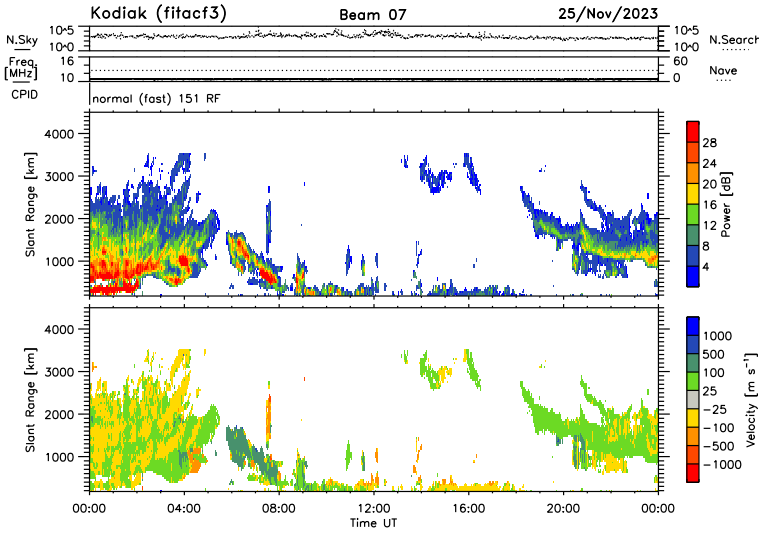 Kodiak (fitacf3) Beam 07 25/Nov/2023
N.Sky 10^5 10^0 10^5 10^0 N.Search
Freq. [MHz] 16 10 60 0 Nave
CPID normal (fast) 151 RF
Slant Range [km] 4000 3000 2000 1000
Power [dB] 28 24 20 16 12 8 4
Slant Range [km] 4000 3000 2000 1000
Velocity [m s⁻¹] 1000 500 100 25 −25 −100 −500 −1000
00:00 04:00 08:00 12:00 16:00 20:00 00:00
Time UT